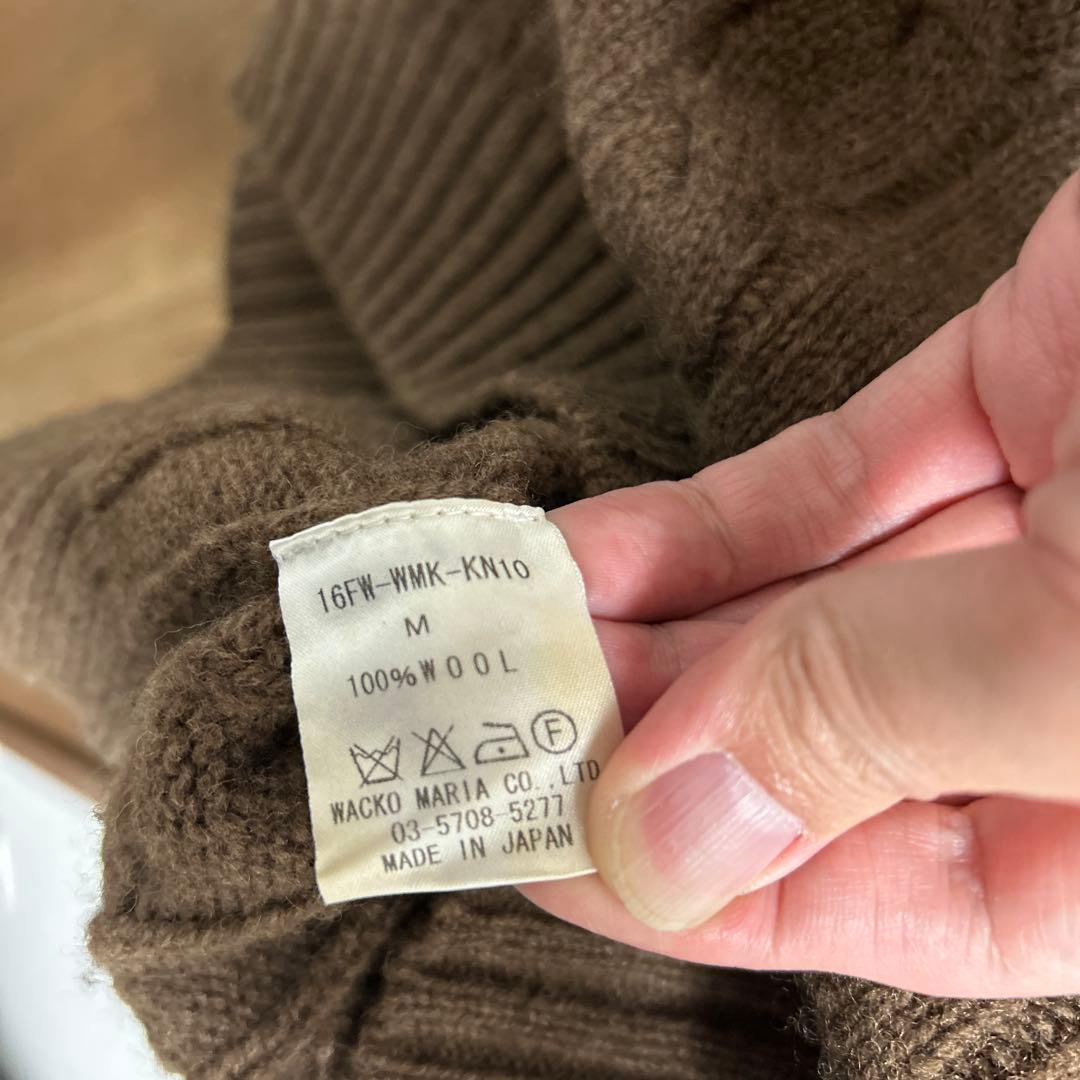 16FW-WMK-KN10
M
100%WOOL
F
WACKO MARIA CO.,LTD
03-5708-5277
MADE IN JAPAN